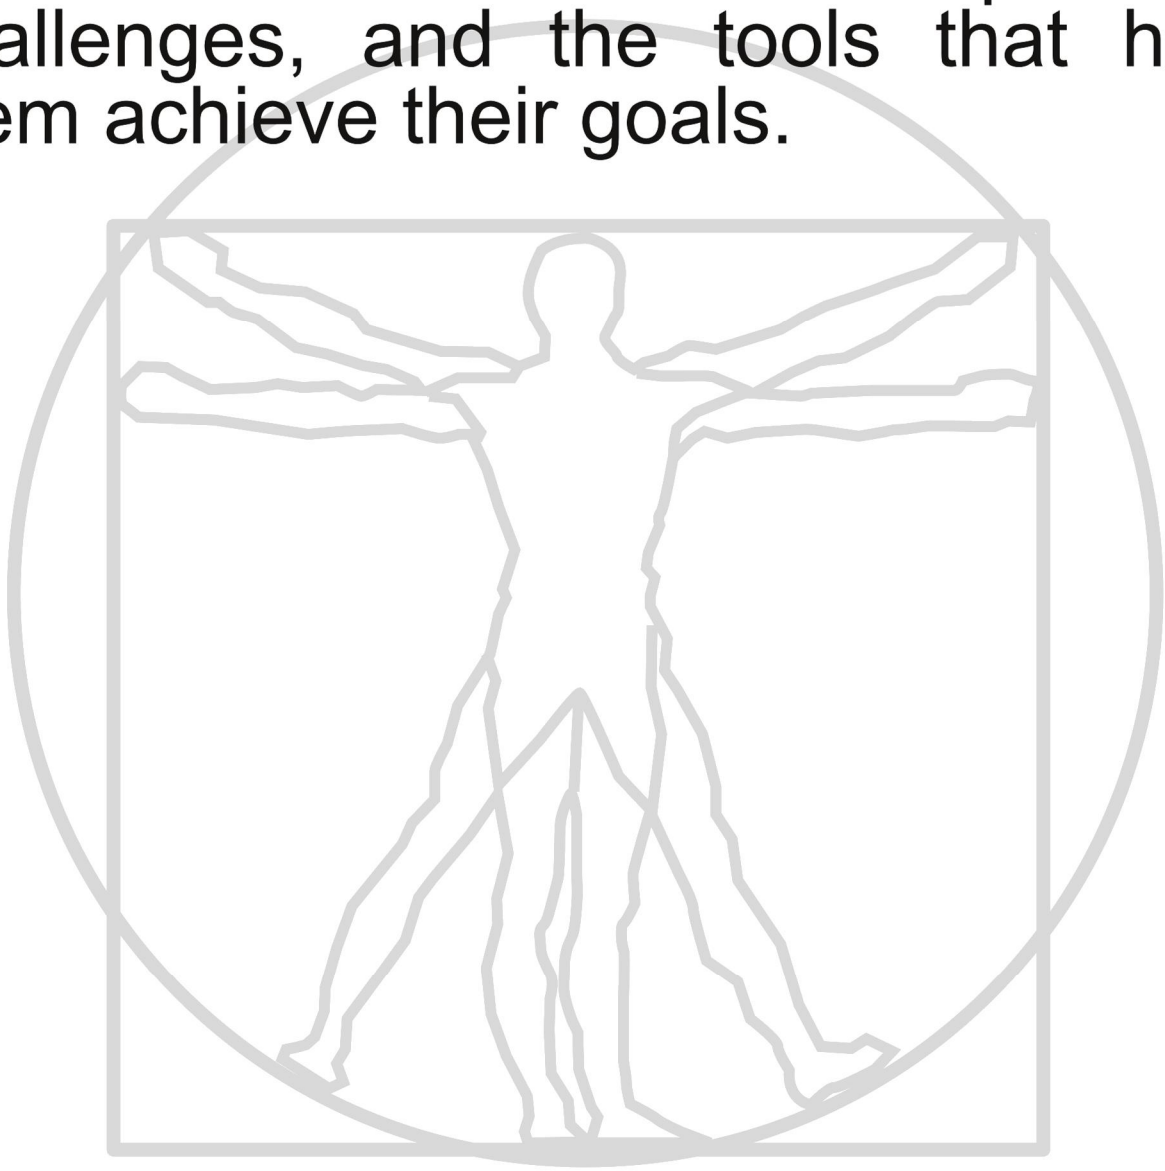 allenges, and the tools that h
em achieve their goals.